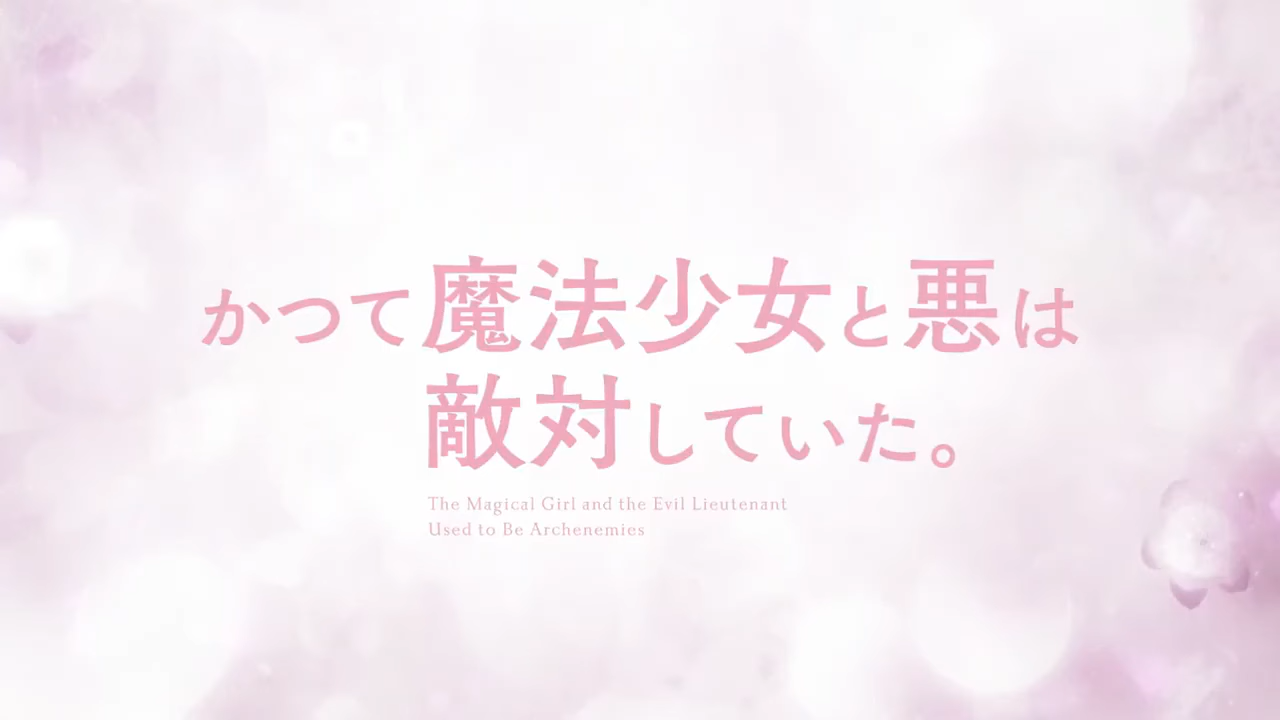 かつて魔法少女と悪は
敵対していた。
The Magical Girl and the Evil Lieutenant
Used to Be Archenemies